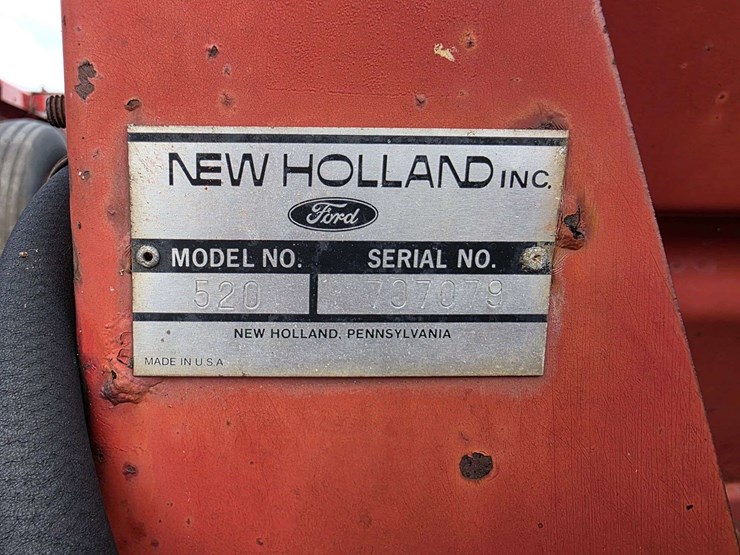 NEW HOLLAND INC.
Ford
MODEL NO. SERIAL NO.
520 737079
NEW HOLLAND, PENNSYLVANIA
MADE IN U.S.A